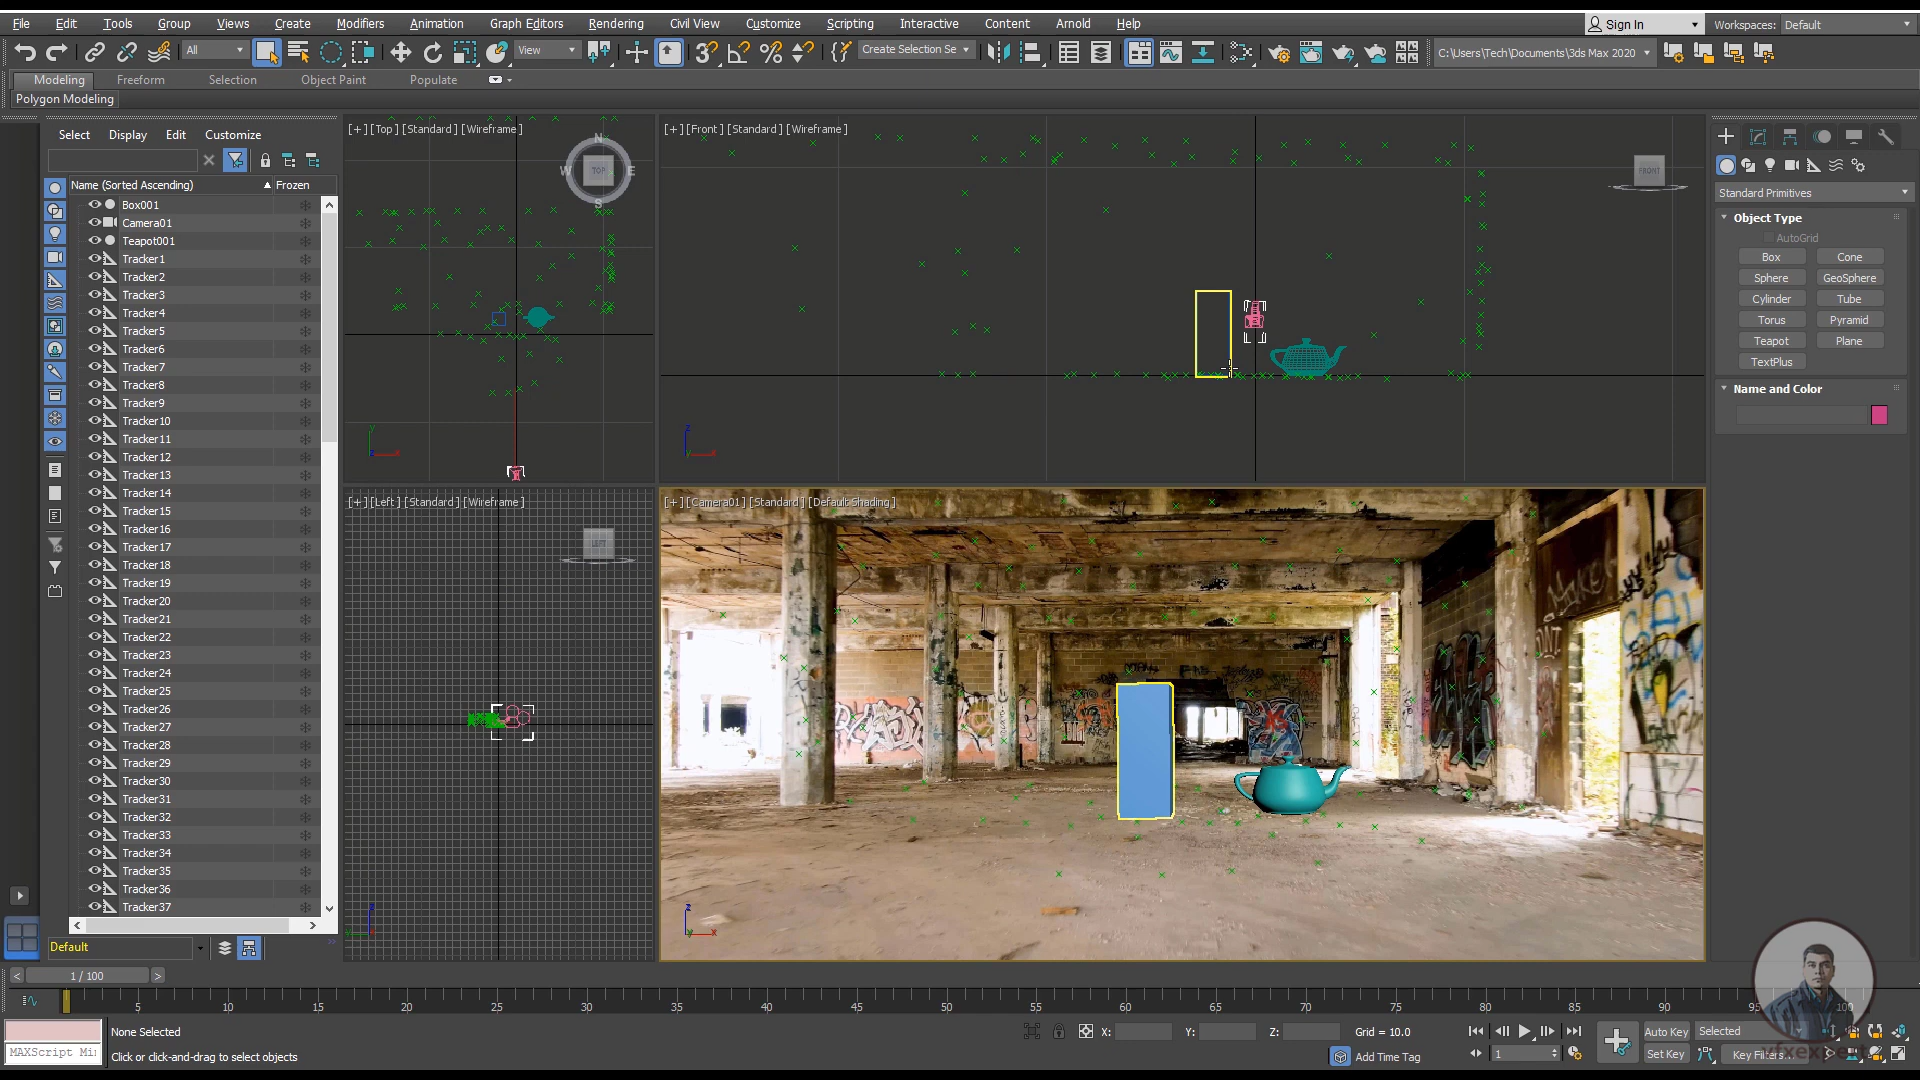 File Edit Tools Group Views Create Modifiers Animation Graph Editors Rendering Civil View Customize Scripting Interactive Content Arnold Help
Sign In
Workspaces: Default
All
View
Create Selection Se
C:\Users\Tech\Documents\3ds Max 2020
Modeling Freeform Selection Object Paint Populate
Polygon Modeling
Select Display Edit Customize
Name (Sorted Ascending) Frozen
Box001
Camera01
Teapot001
Tracker1
Tracker2
Tracker3
Tracker4
Tracker5
Tracker6
Tracker7
Tracker8
Tracker9
Tracker10
Tracker11
Tracker12
Tracker13
Tracker14
Tracker15
Tracker16
Tracker17
Tracker18
Tracker19
Tracker20
Tracker21
Tracker22
Tracker23
Tracker24
Tracker25
Tracker26
Tracker27
Tracker28
Tracker29
Tracker30
Tracker31
Tracker32
Tracker33
Tracker34
Tracker35
Tracker36
Tracker37
Default
[+] [Top] [Standard] [Wireframe]
N
W TOP E
S
[+] [Front] [Standard] [Wireframe]
FRONT
[+] [Left] [Standard] [Wireframe]
LEFT
[+] [Camera01] [Standard] [Default Shading]
Standard Primitives
Object Type
AutoGrid
Box Cone
Sphere GeoSphere
Cylinder Tube
Torus Pyramid
Teapot Plane
TextPlus
Name and Color
1 / 100
5 10 15 20 25 30 35 40 45 50 55 60 65 70 75 80 85 90 95 100
MAXScript Mi
None Selected
Click or click-and-drag to select objects
X: Y: Z: Grid = 10.0
Add Time Tag
1
Auto Key Selected
Set Key Key Filters...